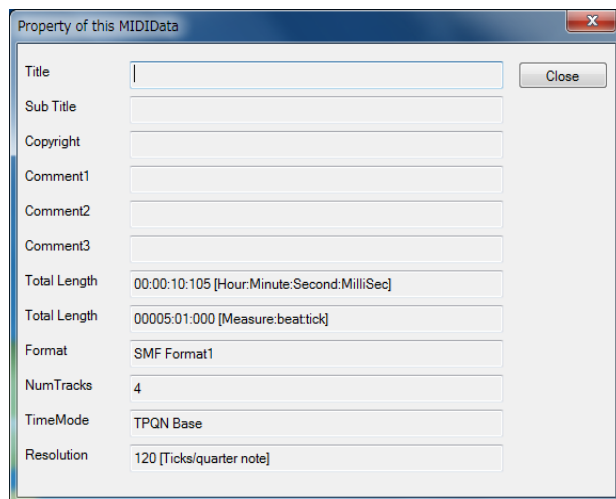 Property of this MIDIData
Title
Close
Sub Title
Copyright
Comment1
Comment2
Comment3
Total Length 00:00:10:105 [Hour:Minute:Second:MilliSec]
Total Length 00005:01:000 [Measure:beat:tick]
Format SMF Format1
NumTracks 4
TimeMode TPQN Base
Resolution 120 [Ticks/quarter note]